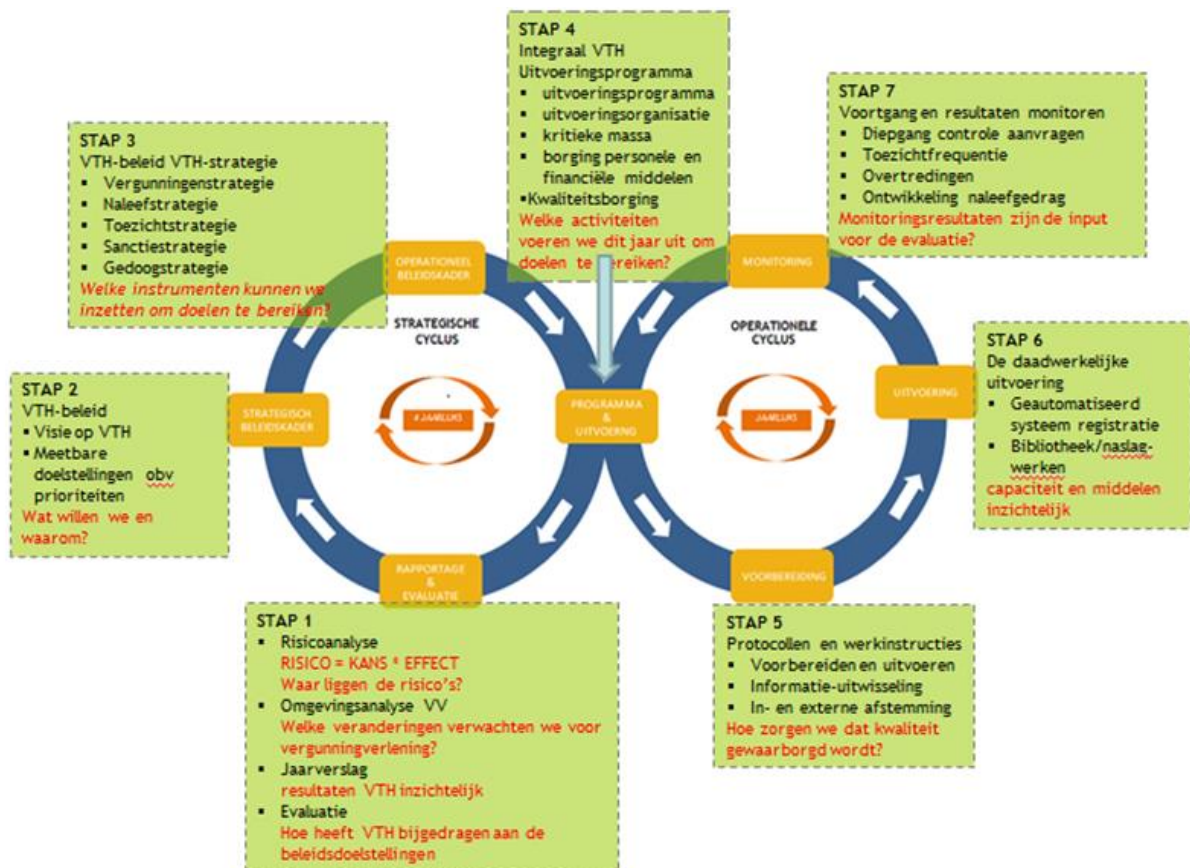 STAP 4
Integraal VTH
Uitvoeringsprogramma
▪ uitvoeringsprogramma
▪ uitvoeringsorganisatie
▪ kritieke massa
▪ borging personele en
financiële middelen
▪Kwaliteitsborging
Welke activiteiten
voeren we dit jaar uit om
doelen te bereiken?
STAP 7
Voortgang en resultaten monitoren
▪ Diepgang controle aanvragen
▪ Toezichtfrequentie
▪ Overtredingen
▪ Ontwikkeling naleefgedrag
Monitoringsresultaten zijn de input
voor de evaluatie?
STAP 3
VTH-beleid VTH-strategie
▪ Vergunningenstrategie
▪ Naleefstrategie
▪ Toezichtstrategie
▪ Sanctiestrategie
▪ Gedoogstrategie
Welke instrumenten kunnen we
inzetten om doelen te bereiken?
OPERATIONEEL
BELEIDSKADER
MONITORING
STRATEGISCHE
CYCLUS
OPERATIONELE
CYCLUS
STAP 2
VTH-beleid
▪ Visie op VTH
▪ Meetbare
doelstellingen obv
prioriteiten
Wat willen we en
waarom?
STRATEGISCH
BELEIDSKADER
# JAARLIJKS
PROGRAMMA
&
UITVOERNG
JAARLIJKS
UITVOERING
STAP 6
De daadwerkelijke
uitvoering
▪ Geautomatiseerd
systeem registratie
▪ Bibliotheek/naslag-
werken
capaciteit en middelen
inzichtelijk
RAPPORTAGE
&
EVALUATIE
VOORBEREIDING
STAP 1
▪ Risicoanalyse
RISICO = KANS * EFFECT
Waar liggen de risico's?
▪ Omgevingsanalyse VV
Welke veranderingen verwachten we voor
vergunningverlening?
▪ Jaarverslag
resultaten VTH inzichtelijk
▪ Evaluatie
Hoe heeft VTH bijgedragen aan de
beleidsdoelstellingen
STAP 5
Protocollen en werkinstructies
▪ Voorbereiden en uitvoeren
▪ Informatie-uitwisseling
▪ In- en externe afstemming
Hoe zorgen we dat kwaliteit
gewaarborgd wordt?